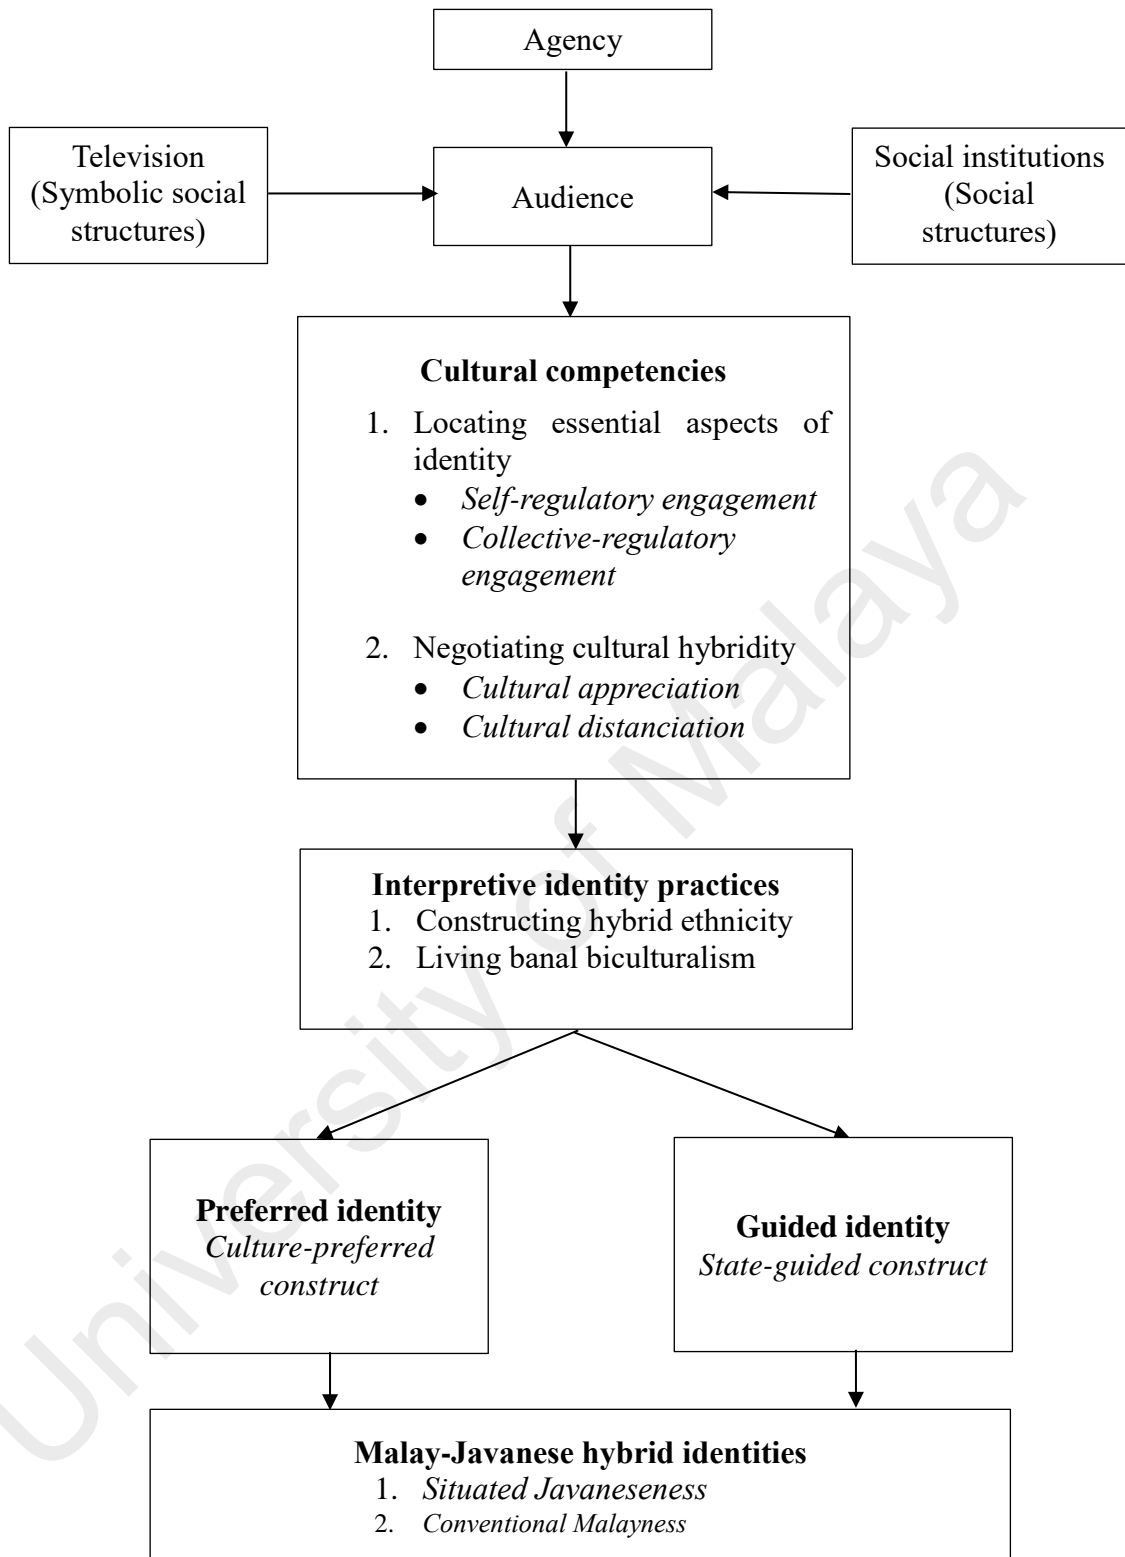 Agency
Television
(Symbolic social
structures)
Audience
Social institutions
(Social
structures)
Cultural competencies
1. Locating essential aspects of
identity
• Self-regulatory engagement
• Collective-regulatory
engagement
2. Negotiating cultural hybridity
• Cultural appreciation
• Cultural distanciation
Interpretive identity practices
1. Constructing hybrid ethnicity
2. Living banal biculturalism
Preferred identity
Culture-preferred
construct
Guided identity
State-guided construct
Malay-Javanese hybrid identities
1. Situated Javaneseness
2. Conventional Malayness
University of Malaya